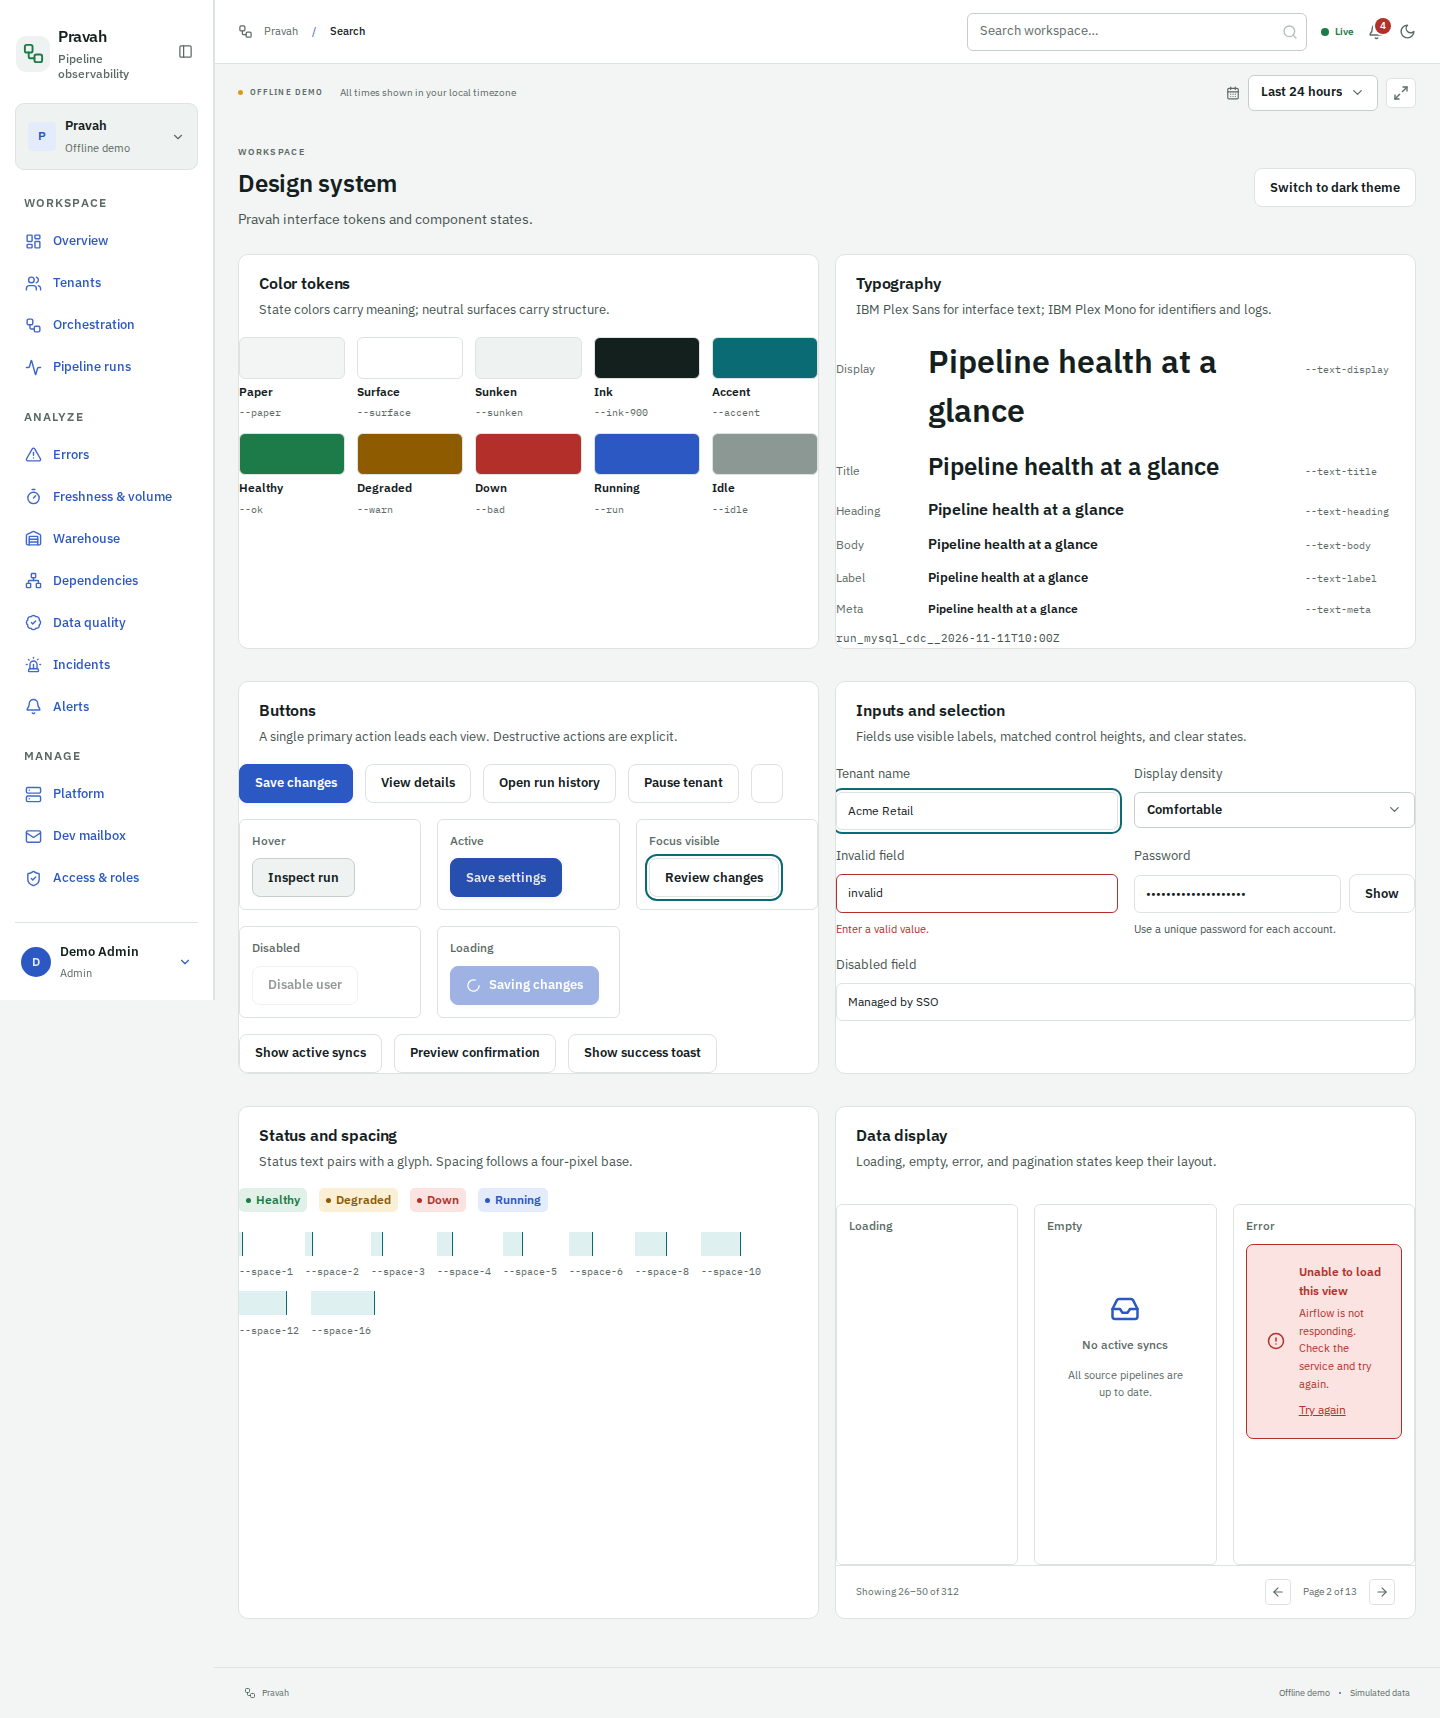 Pravah
Pipeline
observability
P
Pravah
Offline demo
WORKSPACE
Overview
Tenants
Orchestration
Pipeline runs
ANALYZE
Errors
Freshness & volume
Warehouse
Dependencies
Data quality
Incidents
Alerts
MANAGE
Platform
Dev mailbox
Access & roles
D
Demo Admin
Admin
Pravah / Search
Search workspace...
Live
4
OFFLINE DEMO
All times shown in your local timezone
Last 24 hours
WORKSPACE
Design system
Pravah interface tokens and component states.
Switch to dark theme
Color tokens
State colors carry meaning; neutral surfaces carry structure.
Paper Surface Sunken Ink Accent
--paper --surface --sunken --ink-900 --accent
Healthy Degraded Down Running Idle
--ok --warn --bad --run --idle
Typography
IBM Plex Sans for interface text; IBM Plex Mono for identifiers and logs.
Display Pipeline health at a --text-display
glance
Title Pipeline health at a glance --text-title
Heading Pipeline health at a glance --text-heading
Body Pipeline health at a glance --text-body
Label Pipeline health at a glance --text-label
Meta Pipeline health at a glance --text-meta
run_mysql_cdc__2026-11-11T10:00Z
Buttons
A single primary action leads each view. Destructive actions are explicit.
Save changes View details Open run history Pause tenant
Hover Active Focus visible
Inspect run Save settings Review changes
Disabled Loading
Disable user Saving changes
Show active syncs Preview confirmation Show success toast
Inputs and selection
Fields use visible labels, matched control heights, and clear states.
Tenant name Display density
Acme Retail Comfortable
Invalid field Password
invalid •••••••••••••••••••• Show
Enter a valid value. Use a unique password for each account.
Disabled field
Managed by SSO
Status and spacing
Status text pairs with a glyph. Spacing follows a four-pixel base.
Healthy Degraded Down Running
--space-1 --space-2 --space-3 --space-4 --space-5 --space-6 --space-8 --space-10
--space-12 --space-16
Data display
Loading, empty, error, and pagination states keep their layout.
Loading
Empty
No active syncs
All source pipelines are
up to date.
Error
Unable to load
this view
Airflow is not
responding.
Check the
service and try
again.
Try again
Showing 26–50 of 312
Page 2 of 13
Pravah
Offline demo • Simulated data